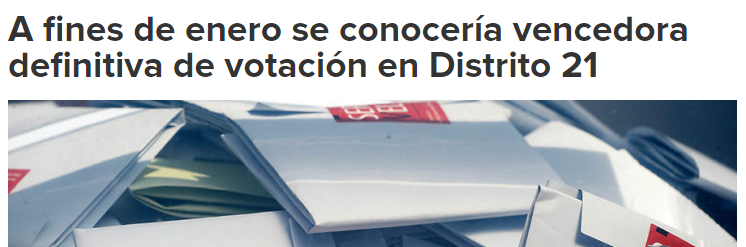 A fines de enero se conocería vencedora
definitiva de votación en Distrito 21